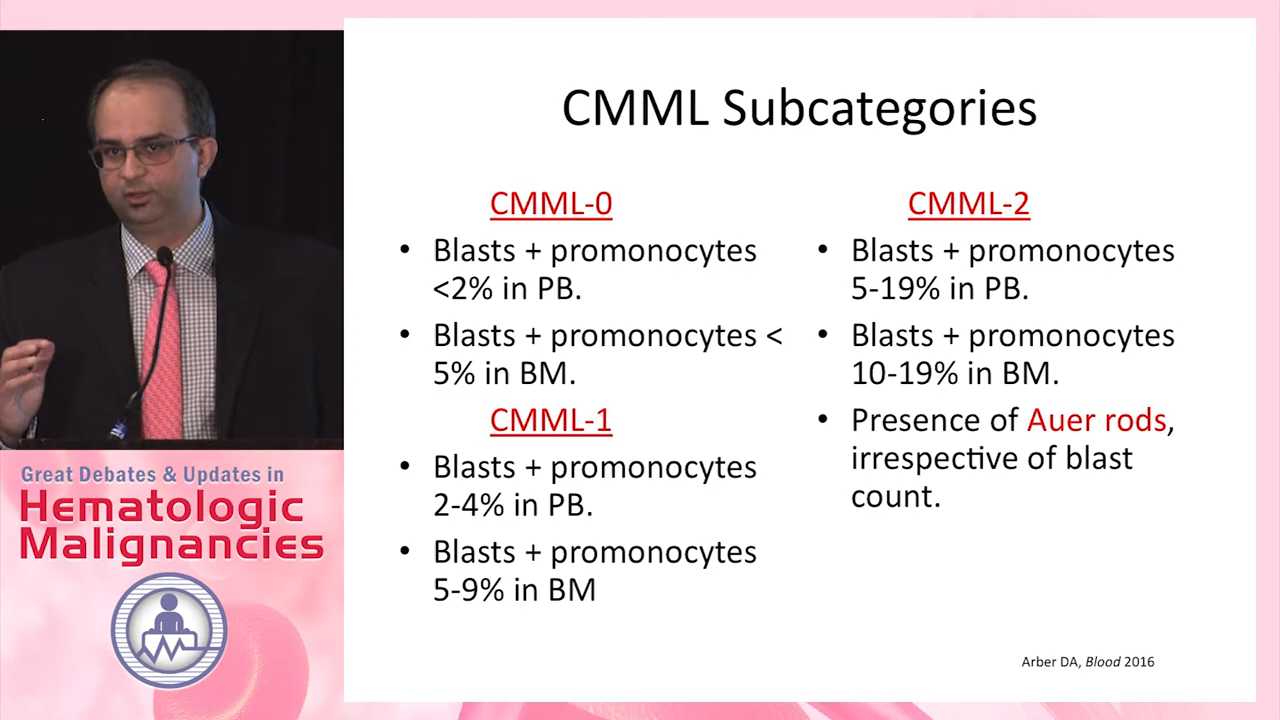 CMML Subcategories
CMML-0
• Blasts + promonocytes
<2% in PB.
• Blasts + promonocytes <
5% in BM.
CMML-1
• Blasts + promonocytes
2-4% in PB.
• Blasts + promonocytes
5-9% in BM
CMML-2
• Blasts + promonocytes
5-19% in PB.
• Blasts + promonocytes
10-19% in BM.
• Presence of Auer rods,
irrespective of blast
count.
Arber DA, Blood 2016
Great Debates & Updates in
Hematologic
Malignancies